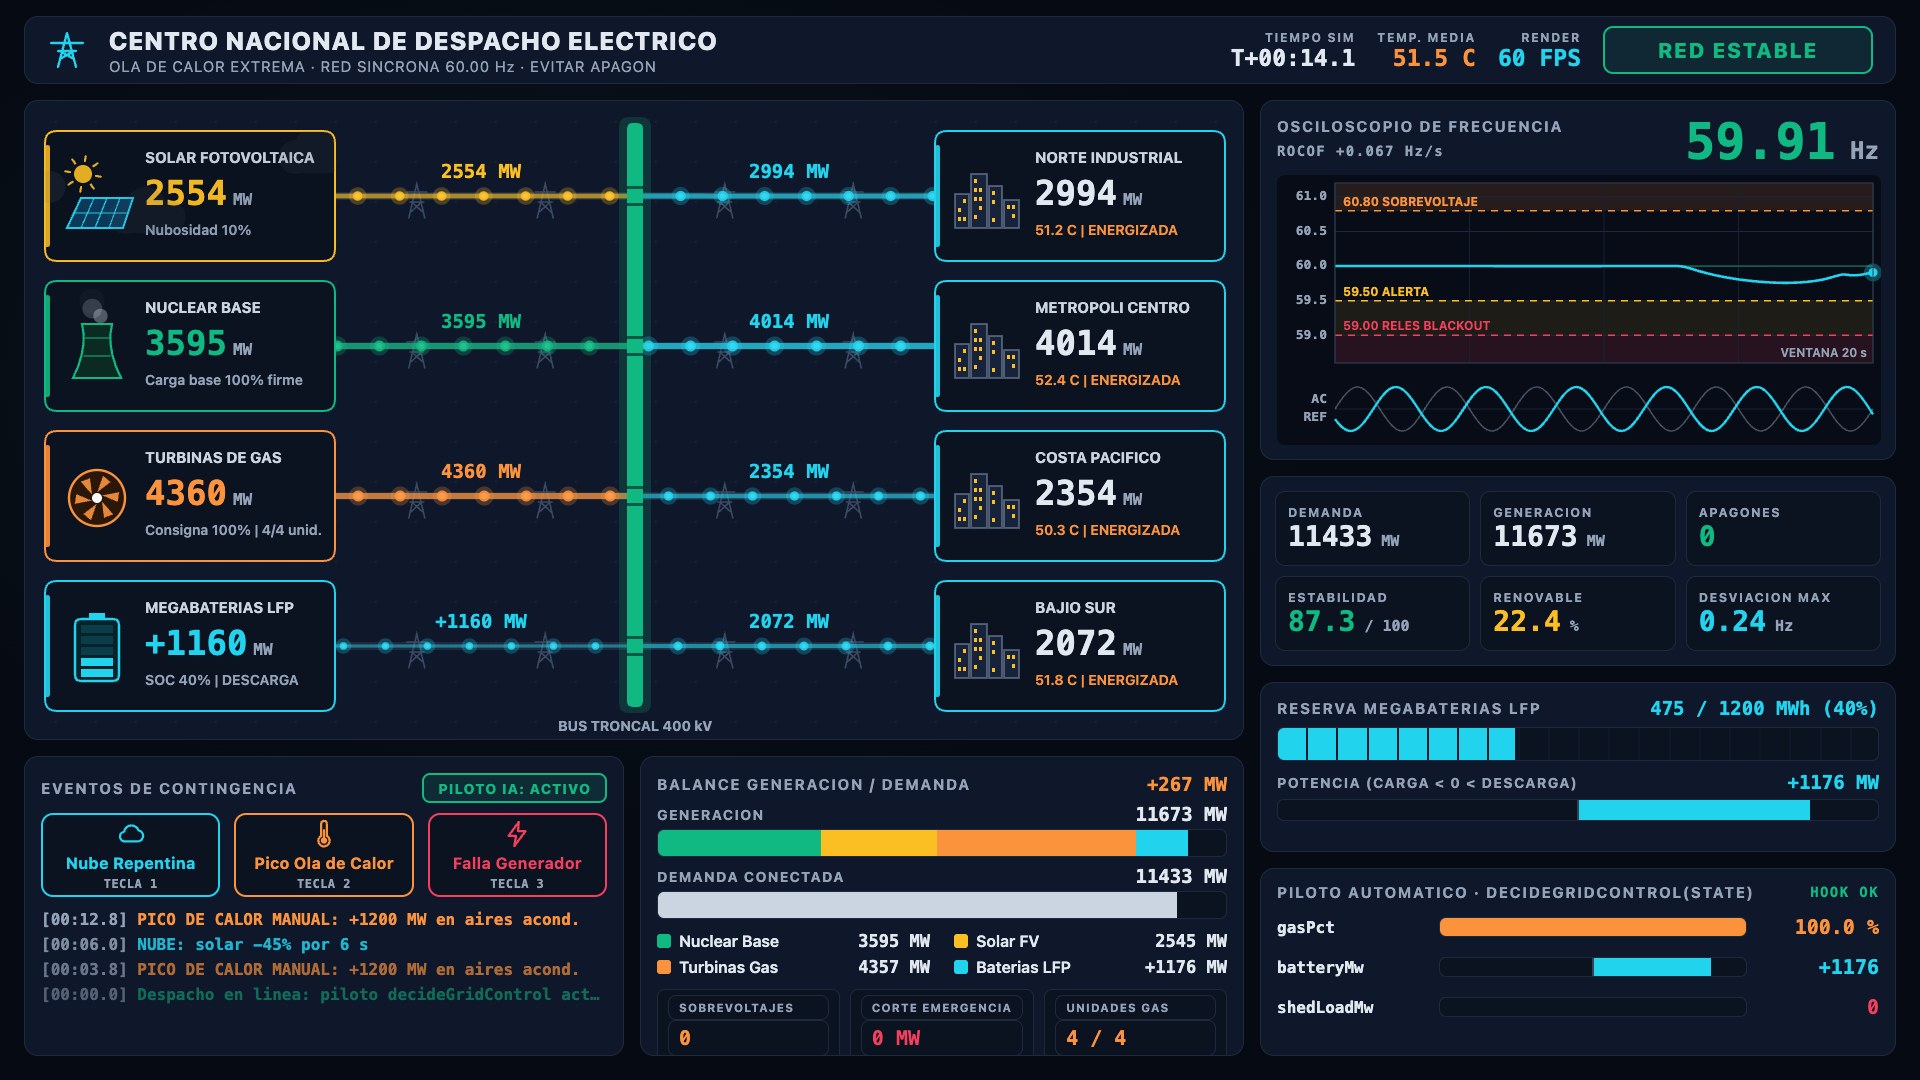 CENTRO NACIONAL DE DESPACHO ELECTRICO
OLA DE CALOR EXTREMA · RED SINCRONA 60.00 Hz · EVITAR APAGON
TIEMPO SIM
T+00:14.1
TEMP. MEDIA
51.5 C
RENDER
60 FPS
RED ESTABLE
SOLAR FOTOVOLTAICA
2554 MW
Nubosidad 10%
2554 MW
2994 MW
NORTE INDUSTRIAL
2994 MW
51.2 C | ENERGIZADA
NUCLEAR BASE
3595 MW
Carga base 100% firme
3595 MW
4014 MW
METROPOLI CENTRO
4014 MW
52.4 C | ENERGIZADA
TURBINAS DE GAS
4360 MW
Consigna 100% | 4/4 unid.
4360 MW
2354 MW
COSTA PACIFICO
2354 MW
50.3 C | ENERGIZADA
MEGABATERIAS LFP
+1160 MW
SOC 40% | DESCARGA
+1160 MW
2072 MW
BAJIO SUR
2072 MW
51.8 C | ENERGIZADA
BUS TRONCAL 400 kV
OSCILOSCOPIO DE FRECUENCIA
ROCOF +0.067 Hz/s
59.91 Hz
61.0
60.80 SOBREVOLTAJE
60.5
60.0
59.50 ALERTA
59.5
59.00 RELES BLACKOUT
59.0
VENTANA 20 s
AC
REF
DEMANDA
11433 MW
GENERACION
11673 MW
APAGONES
0
ESTABILIDAD
87.3 / 100
RENOVABLE
22.4 %
DESVIACION MAX
0.24 Hz
RESERVA MEGABATERIAS LFP
475 / 1200 MWh (40%)
POTENCIA (CARGA < 0 < DESCARGA)
+1176 MW
PILOTO AUTOMATICO · DECIDEGRIDCONTROL(STATE)
HOOK OK
gasPct
100.0 %
batteryMw
+1176
shedLoadMw
0
EVENTOS DE CONTINGENCIA
PILOTO IA: ACTIVO
Nube Repentina
TECLA 1
Pico Ola de Calor
TECLA 2
Falla Generador
TECLA 3
[00:12.8] PICO DE CALOR MANUAL: +1200 MW en aires acond.
[00:06.0] NUBE: solar −45% por 6 s
[00:03.8] PICO DE CALOR MANUAL: +1200 MW en aires acond.
[00:00.0] Despacho en linea: piloto decideGridControl act…
BALANCE GENERACION / DEMANDA
+267 MW
GENERACION
11673 MW
DEMANDA CONECTADA
11433 MW
Nuclear Base 3595 MW
Solar FV 2545 MW
Turbinas Gas 4357 MW
Baterias LFP +1176 MW
SOBREVOLTAJES
0
CORTE EMERGENCIA
0 MW
UNIDADES GAS
4 / 4